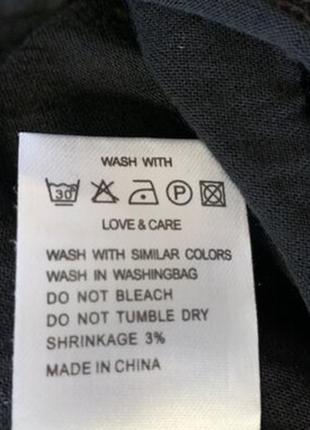 WASH WITH
30° P
LOVE & CARE
WASH WITH SIMILAR COLORS
WASH IN WASHINGBAG
DO NOT BLEACH
DO NOT TUMBLE DRY
SHRINKAGE 3%
MADE IN CHINA